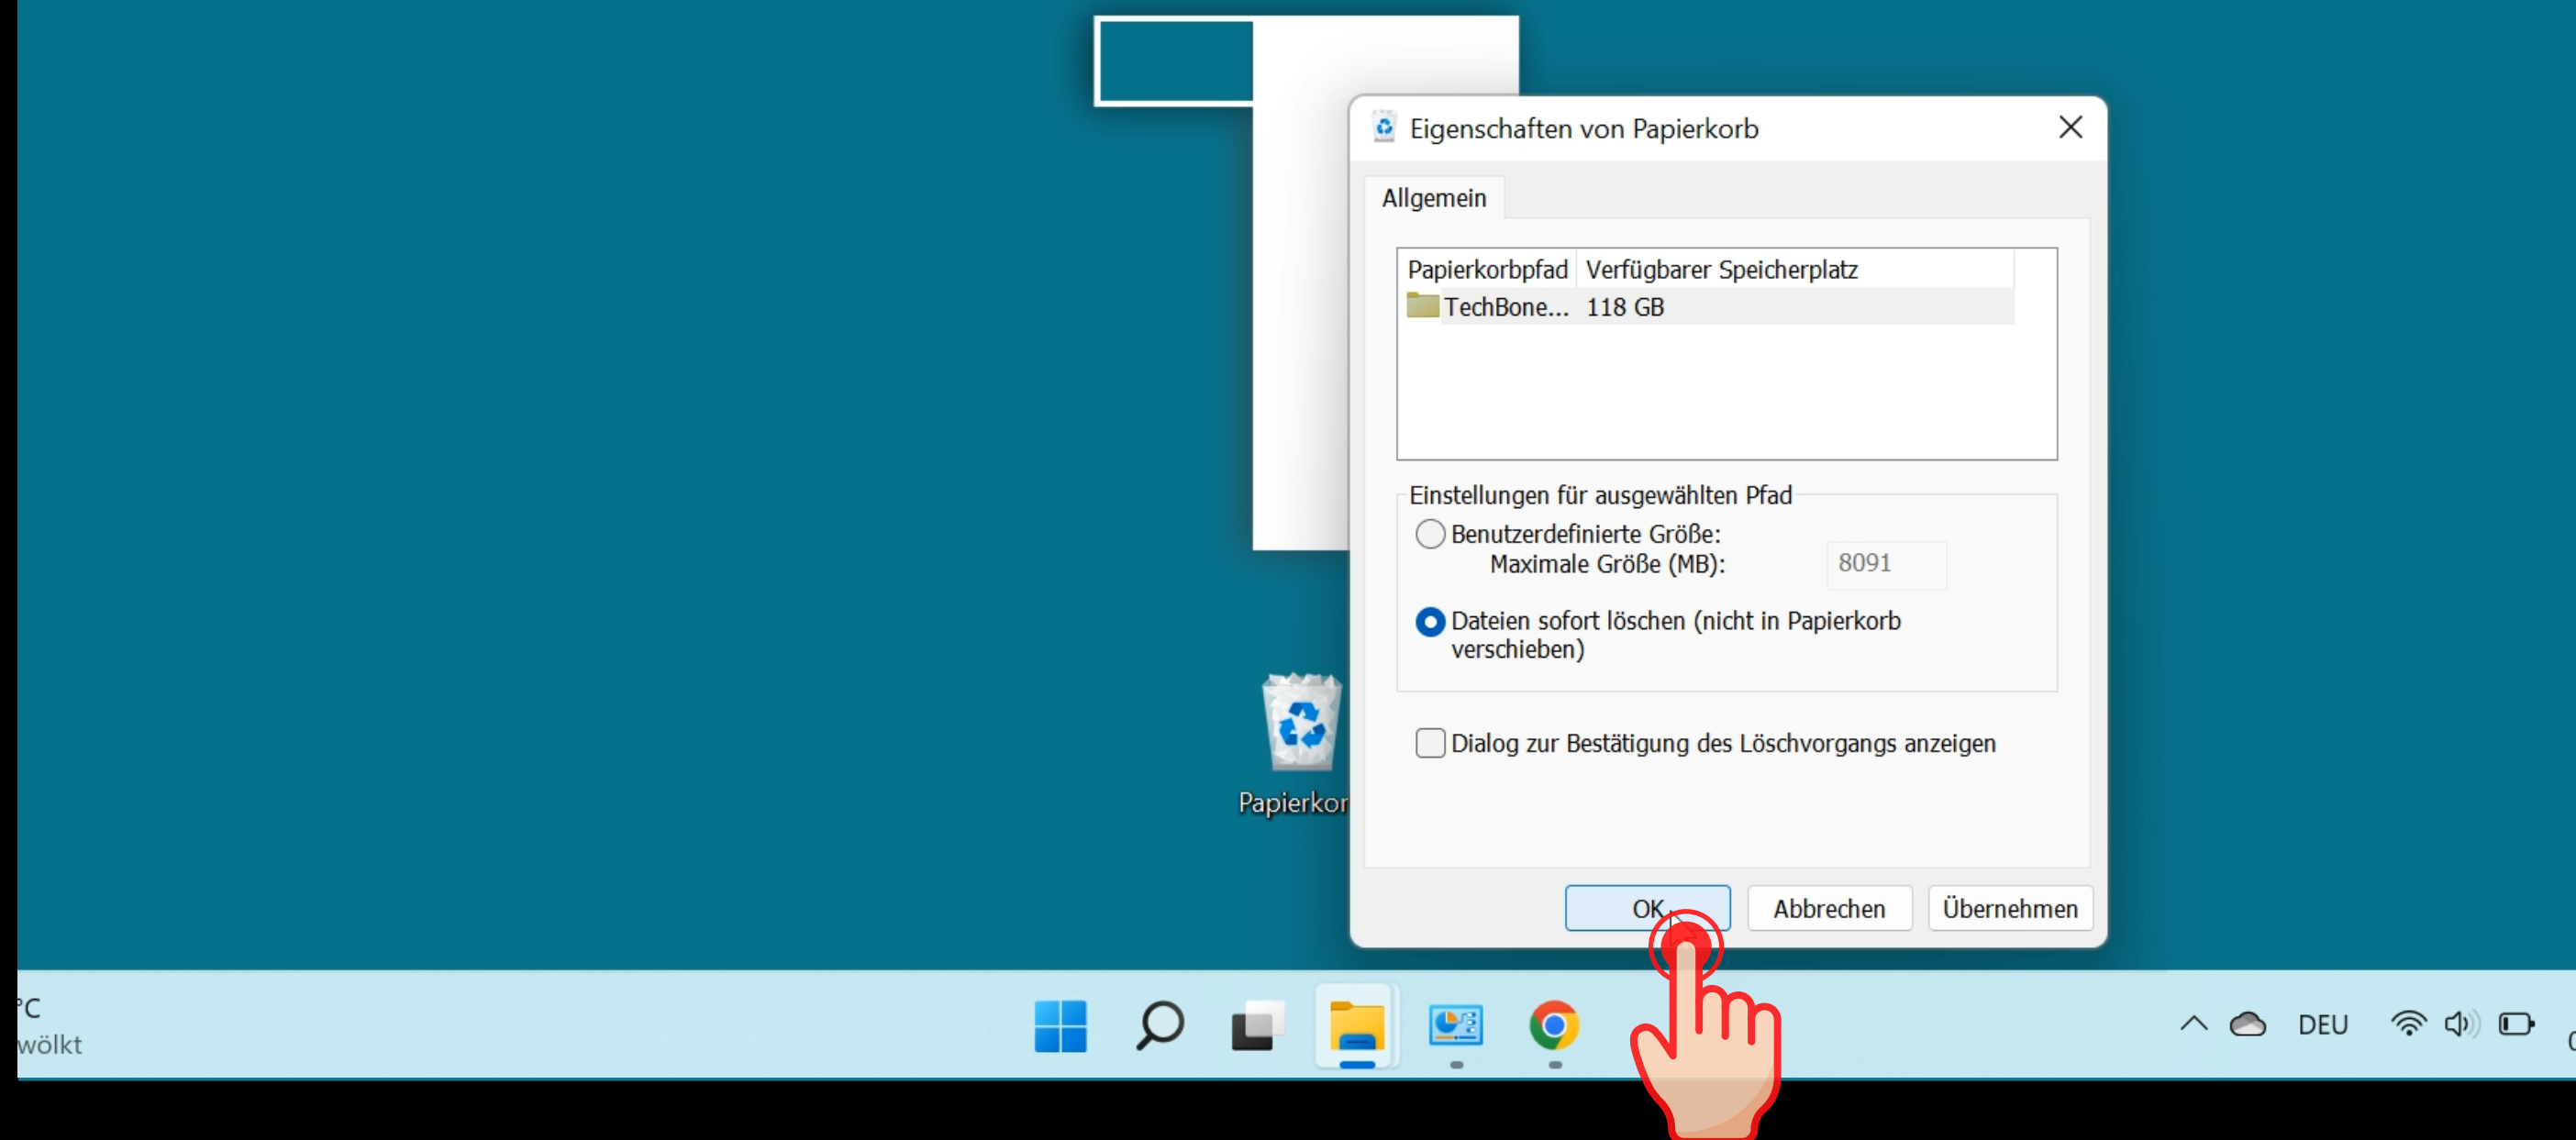 Eigenschaften von Papierkorb
Allgemein
Papierkorbpfad Verfügbarer Speicherplatz
TechBone... 118 GB
Einstellungen für ausgewählten Pfad
Benutzerdefinierte Größe:
Maximale Größe (MB): 8091
Dateien sofort löschen (nicht in Papierkorb
verschieben)
Papierkor
Dialog zur Bestätigung des Löschvorgangs anzeigen
OK Abbrechen Übernehmen
°C
wölkt
DEU